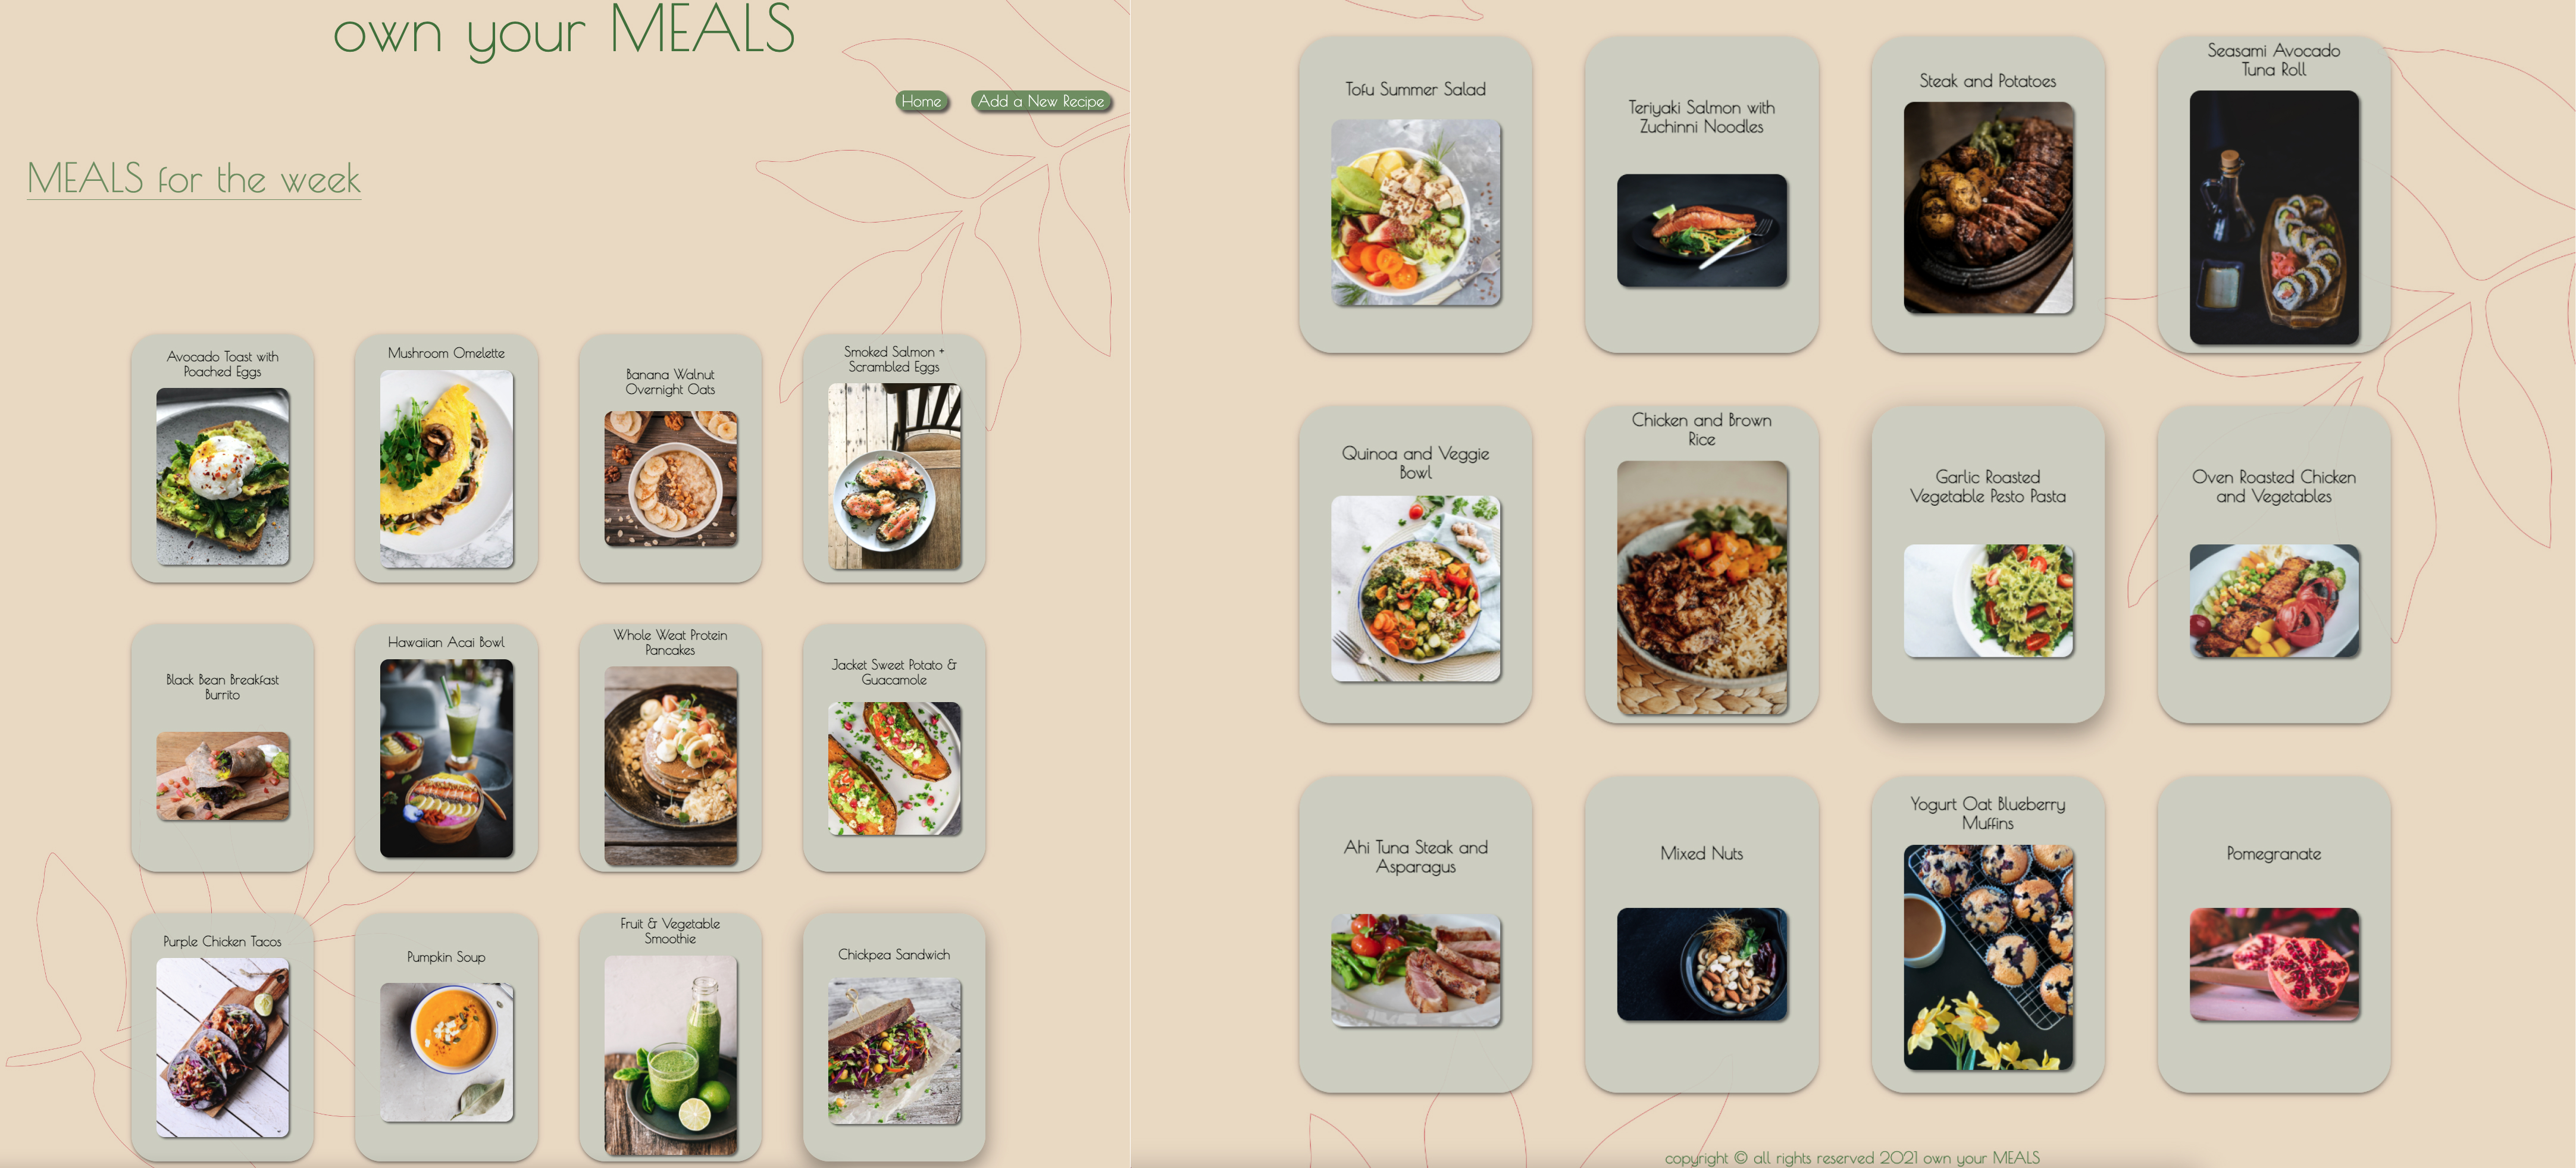 own your MEALS
Home
Add a New Recipe
MEALS for the week
Avocado Toast with
Poached Eggs
Mushroom Omelette
Banana Walnut
Overnight Oats
Smoked Salmon +
Scrambled Eggs
Black Bean Breakfast
Burrito
Hawaiian Acai Bowl
Whole Weat Protein
Pancakes
Jacket Sweet Potato &
Guacamole
Purple Chicken Tacos
Pumpkin Soup
Fruit & Vegetable
Smoothie
Chickpea Sandwich
Tofu Summer Salad
Teriyaki Salmon with
Zuchinni Noodles
Steak and Potatoes
Seasami Avocado
Tuna Roll
Quinoa and Veggie
Bowl
Chicken and Brown
Rice
Garlic Roasted
Vegetable Pesto Pasta
Oven Roasted Chicken
and Vegetables
Ahi Tuna Steak and
Asparagus
Mixed Nuts
Yogurt Oat Blueberry
Muffins
Pomegranate
copyright © all rights reserved 2021 own your MEALS